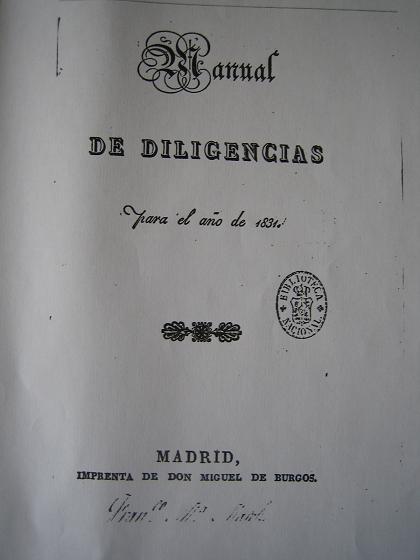 Manual
DE DILIGENCIAS
para el año de 1831.
BIBLIOTECA
NACIONAL
MADRID,
IMPRENTA DE DON MIGUEL DE BURGOS.